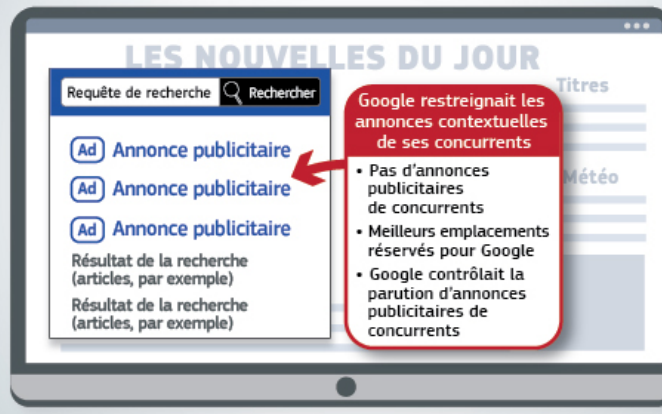 LES NOUVELLES DU JOUR
Titres
Météo
Requête de recherche
Rechercher
Ad Annonce publicitaire
Ad Annonce publicitaire
Ad Annonce publicitaire
Résultat de la recherche
(articles, par exemple)
Résultat de la recherche
(articles, par exemple)
Google restreignait les
annonces contextuelles
de ses concurrents
• Pas d’annonces
publicitaires
de concurrents
• Meilleurs emplacements
réservés pour Google
• Google contrôlait la
parution d’annonces
publicitaires de
concurrents